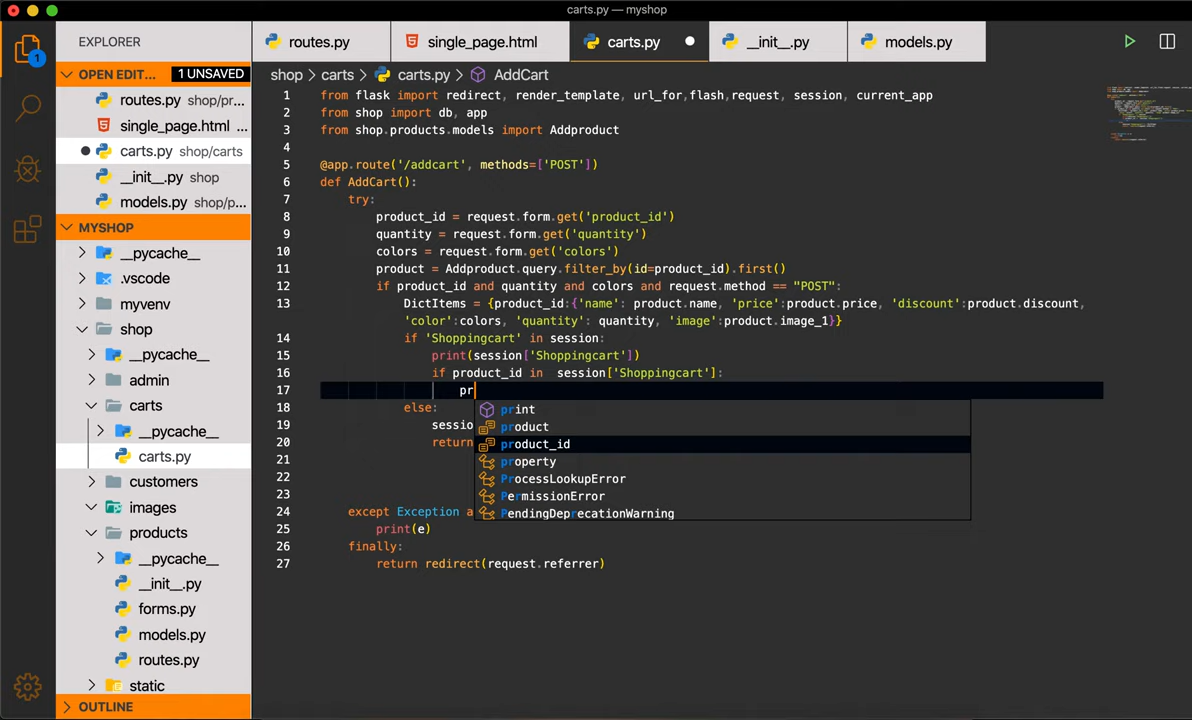 carts.py — myshop
EXPLORER
routes.py
single_page.html
carts.py
__init__.py
models.py
OPEN EDIT...
1 UNSAVED
shop > carts > carts.py > AddCart
routes.py shop/pr...
single_page.html ...
carts.py shop/carts
__init__.py shop
models.py shop/p...
MYSHOP
__pycache__
.vscode
myvenv
shop
__pycache__
admin
carts
__pycache__
carts.py
customers
images
products
__pycache__
__init__.py
forms.py
models.py
routes.py
static
OUTLINE
1
1 from flask import redirect, render_template, url_for,flash,request, session, current_app
2 from shop import db, app
3 from shop.products.models import Addproduct
4
5 @app.route('/addcart', methods=['POST'])
6 def AddCart():
7 try:
8 product_id = request.form.get('product_id')
9 quantity = request.form.get('quantity')
10 colors = request.form.get('colors')
11 product = Addproduct.query.filter_by(id=product_id).first()
12 if product_id and quantity and colors and request.method == "POST":
13 DictItems = {product_id:{'name': product.name, 'price':product.price, 'discount':product.discount,
'color':colors, 'quantity': quantity, 'image':product.image_1}}
14 if 'Shoppingcart' in session:
15 print(session['Shoppingcart'])
16 if product_id in  session['Shoppingcart']:
17 pr
18 else:
19 sessio
20 return
21
22
23
24 except Exception a
25 print(e)
26 finally:
27 return redirect(request.referrer)
print
product
product_id
property
ProcessLookupError
PermissionError
PendingDeprecationWarning